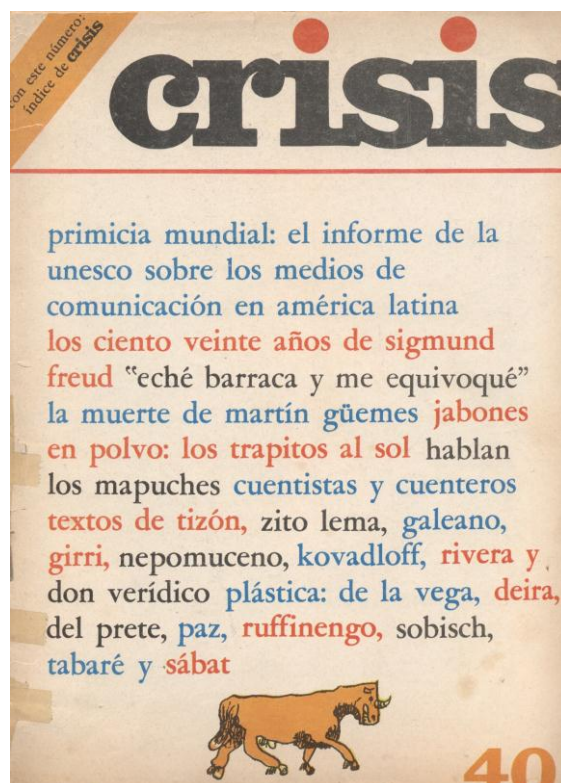 con este número:
índice de crisis
crisis
primicia mundial: el informe de la
unesco sobre los medios de
comunicación en américa latina
los ciento veinte años de sigmund
freud “eché barraca y me equivoqué”
la muerte de martín güemes jabones
en polvo: los trapitos al sol hablan
los mapuches cuentistas y cuenteros
textos de tizón, zito lema, galeano,
girri, nepomuceno, kovadloff, rivera y
don verídico plástica: de la vega, deira,
del prete, paz, ruffinengo, sobisch,
tabaré y sábat
40